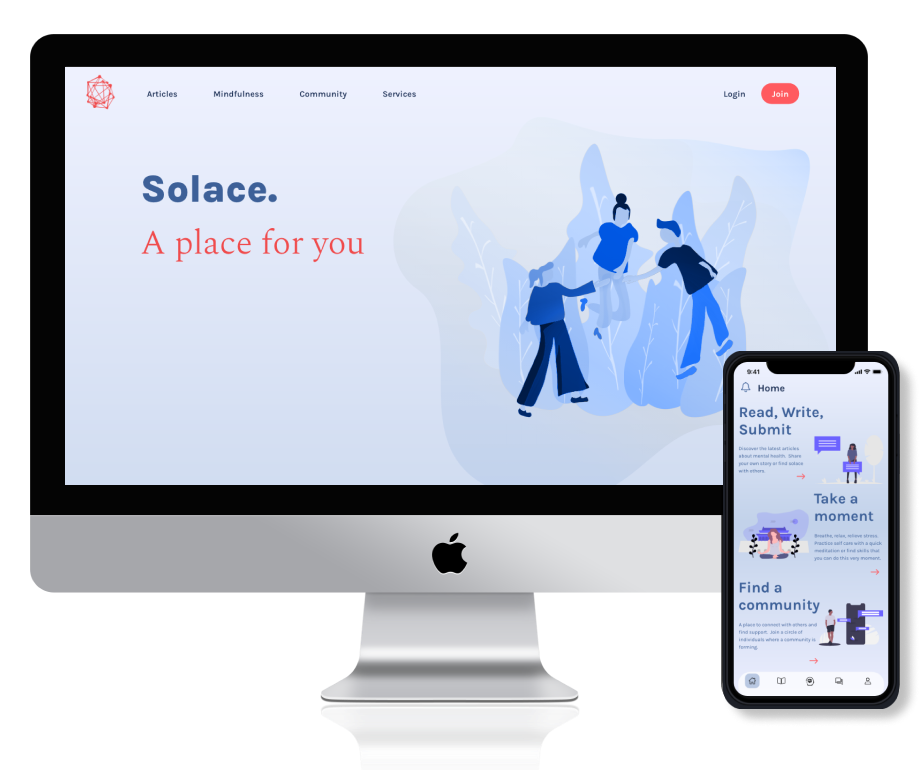 Articles
Mindfulness
Community
Services
Login
Join
Solace.
A place for you
9:41
Home
Read, Write,
Submit
Discover the latest articles
about mental health. Share
your own story or find solace
with others.
Take a
moment
Breathe, relax, relieve stress.
Practice self care with a quick
meditation or find skills that
you can do this very moment.
Find a
community
A place to connect with others and
find support. Join a circle of
individuals where a community is
forming.